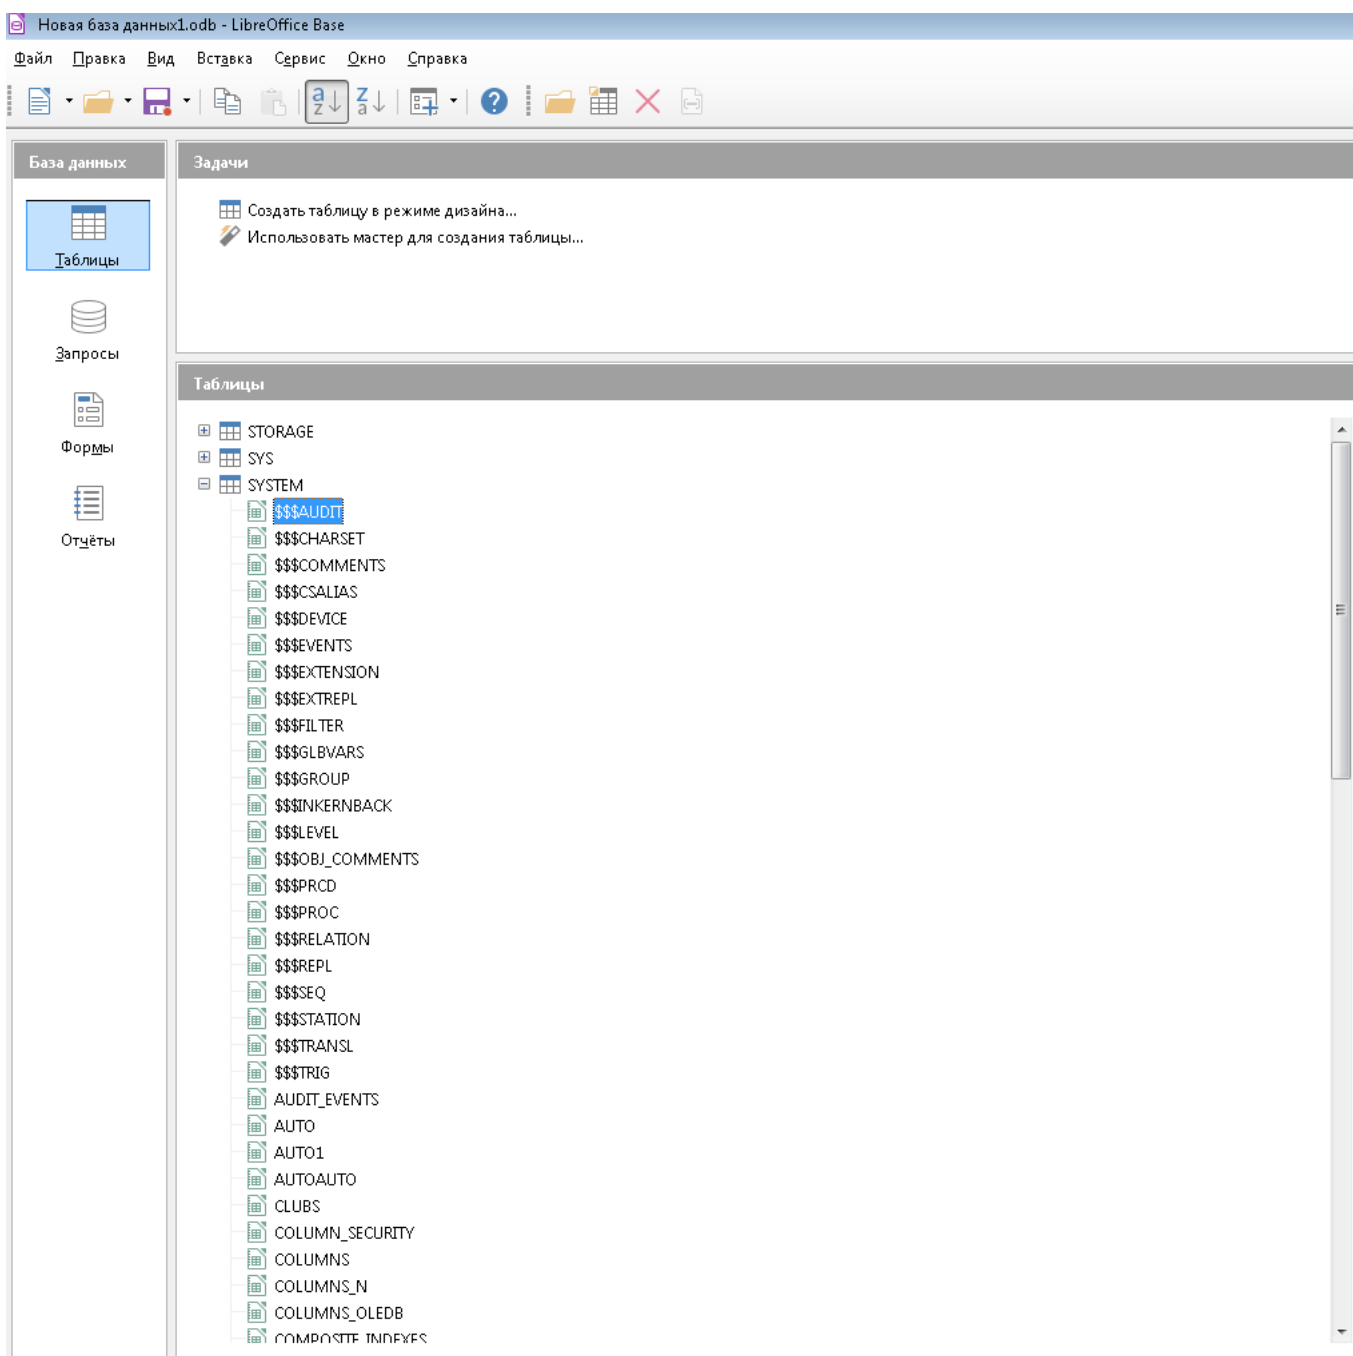 Новая база данных1.odb - LibreOffice Base
Файл Правка Вид Вставка Сервис Окно Справка
База данных
Задачи
Создать таблицу в режиме дизайна...
Использовать мастер для создания таблицы...
Таблицы
Запросы
Формы
Отчёты
Таблицы
STORAGE
SYS
SYSTEM
$$$AUDIT
$$$CHARSET
$$$COMMENTS
$$$CSALIAS
$$$DEVICE
$$$EVENTS
$$$EXTENSION
$$$EXTREPL
$$$FILTER
$$$GLBVARS
$$$GROUP
$$$INKERNBACK
$$$LEVEL
$$$OBJ_COMMENTS
$$$PRCD
$$$PROC
$$$RELATION
$$$REPL
$$$SEQ
$$$STATION
$$$TRANSL
$$$TRIG
AUDIT_EVENTS
AUTO
AUTO1
AUTOAUTO
CLUBS
COLUMN_SECURITY
COLUMNS
COLUMNS_N
COLUMNS_OLEDB
COMPOSITE_INDEXES